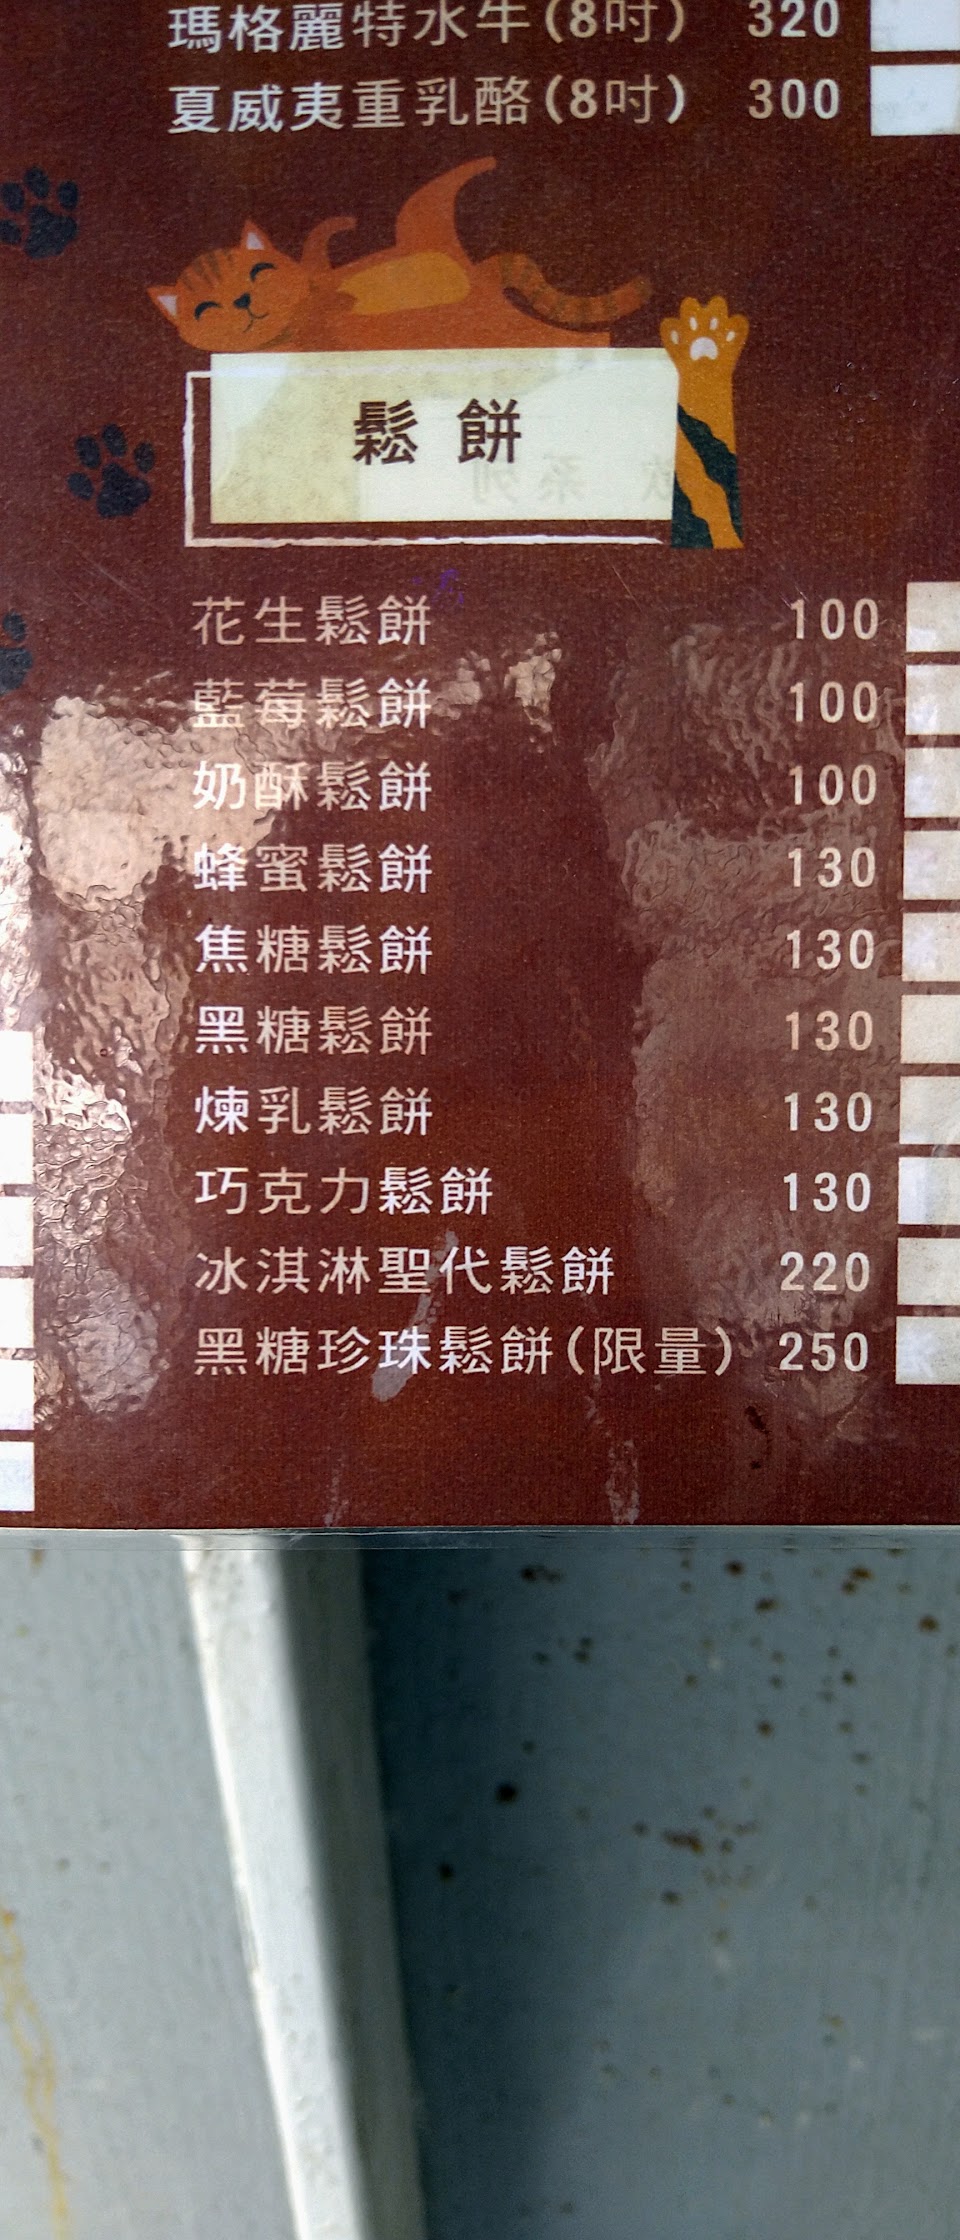 瑪格麗特水牛(8吋) 320
夏威夷重乳酪(8吋) 300
鬆餅
花生鬆餅 100
藍莓鬆餅 100
奶酥鬆餅 100
蜂蜜鬆餅 130
焦糖鬆餅 130
黑糖鬆餅 130
煉乳鬆餅 130
巧克力鬆餅 130
冰淇淋聖代鬆餅 220
黑糖珍珠鬆餅(限量) 250